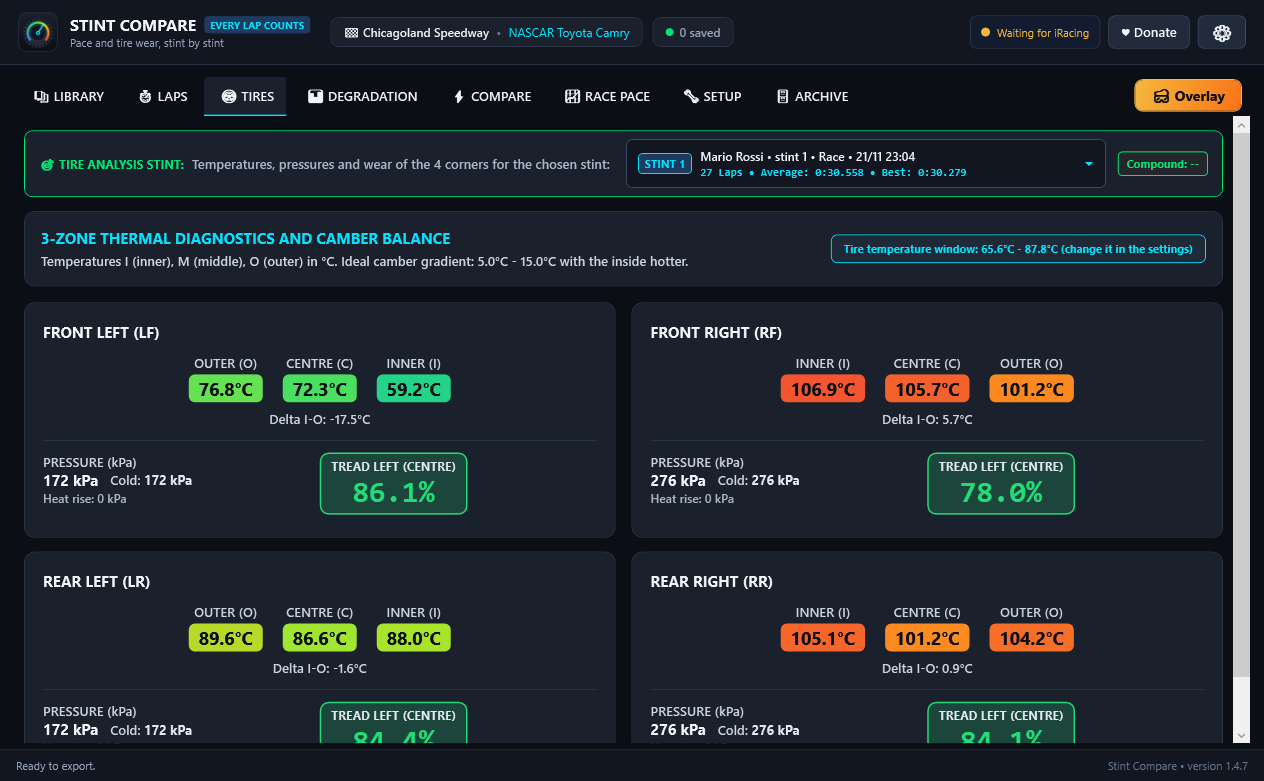 STINT COMPARE EVERY LAP COUNTS
Pace and tire wear, stint by stint
Chicagoland Speedway • NASCAR Toyota Camry
0 saved
Waiting for iRacing
Donate
LIBRARY LAPS TIRES DEGRADATION COMPARE RACE PACE SETUP ARCHIVE
Overlay
TIRE ANALYSIS STINT: Temperatures, pressures and wear of the 4 corners for the chosen stint:
STINT 1
Mario Rossi • stint 1 • Race • 21/11 23:04
27 Laps • Average: 0:30.558 • Best: 0:30.279
Compound: --
3-ZONE THERMAL DIAGNOSTICS AND CAMBER BALANCE
Temperatures I (inner), M (middle), O (outer) in °C. Ideal camber gradient: 5.0°C - 15.0°C with the inside hotter.
Tire temperature window: 65.6°C - 87.8°C (change it in the settings)
FRONT LEFT (LF)
OUTER (O) CENTRE (C) INNER (I)
76.8°C 72.3°C 59.2°C
Delta I-O: -17.5°C
PRESSURE (kPa)
172 kPa Cold: 172 kPa
Heat rise: 0 kPa
TREAD LEFT (CENTRE)
86.1%
FRONT RIGHT (RF)
INNER (I) CENTRE (C) OUTER (O)
106.9°C 105.7°C 101.2°C
Delta I-O: 5.7°C
PRESSURE (kPa)
276 kPa Cold: 276 kPa
Heat rise: 0 kPa
TREAD LEFT (CENTRE)
78.0%
REAR LEFT (LR)
OUTER (O) CENTRE (C) INNER (I)
89.6°C 86.6°C 88.0°C
Delta I-O: -1.6°C
PRESSURE (kPa)
172 kPa Cold: 172 kPa
TREAD LEFT (CENTRE)
84.4%
REAR RIGHT (RR)
INNER (I) CENTRE (C) OUTER (O)
105.1°C 101.2°C 104.2°C
Delta I-O: 0.9°C
PRESSURE (kPa)
276 kPa Cold: 276 kPa
TREAD LEFT (CENTRE)
84.1%
Ready to export.
Stint Compare • version 1.4.7